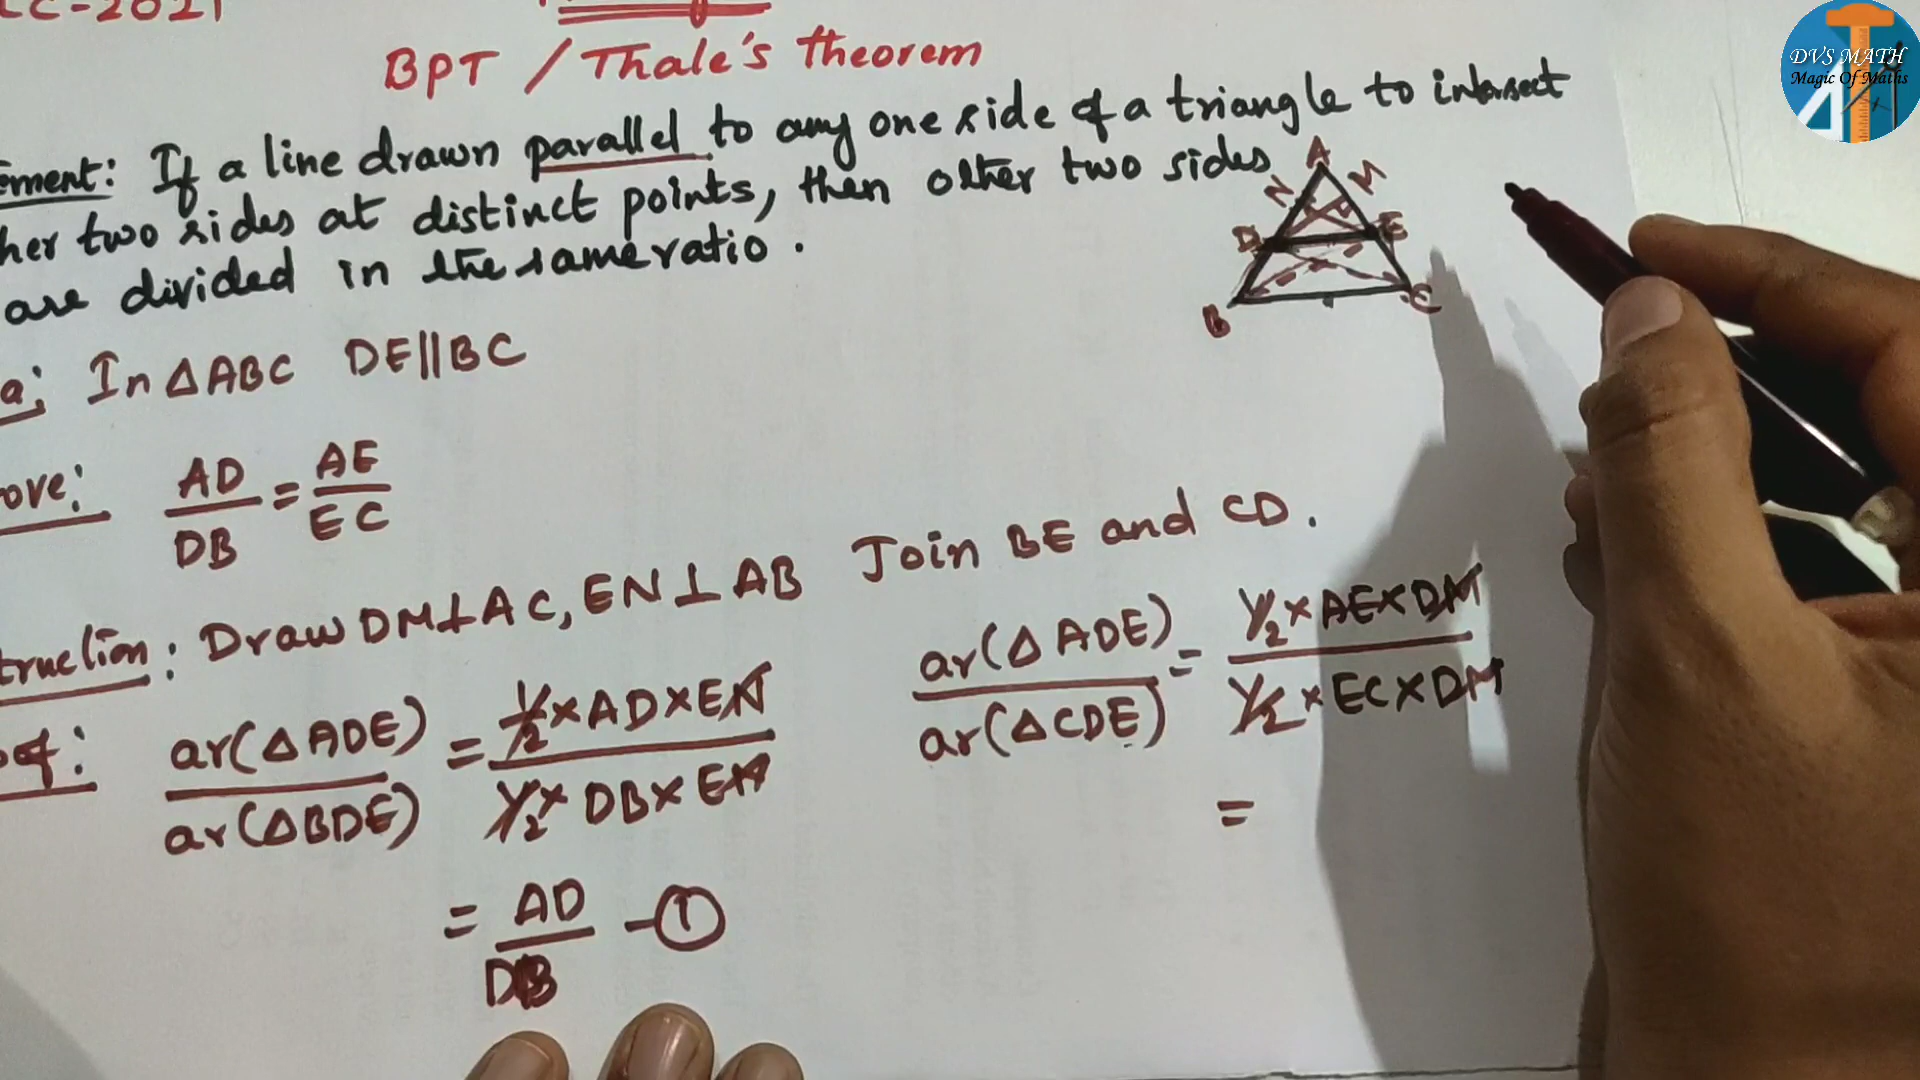 -2021
BPT / Thale's Theorem
ement: If a line drawn parallel to any one side of a triangle to intersect
her two sides at distinct points, then other two sides
are divided in the same ratio.
a: In △ABC DE||BC
ove: AD/DB = AE/EC
truction: Draw DM⊥AC, EN⊥AB Join BE and CD.
of: ar(△ADE)/ar(△BDE) = 1/2×AD×EN / 1/2×DB×EN
= AD/DB - ①
ar(△ADE)/ar(△CDE) = 1/2×AE×DM / 1/2×EC×DM
=
A
N M
D E
B C
DVS MATH
Magic Of Maths